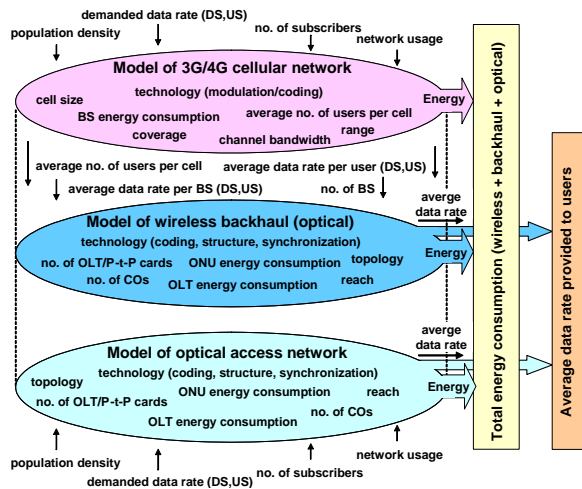 demanded data rate (DS,US)
no. of subscribers
population density
network usage
Model of 3G/4G cellular network
technology (modulation/coding)
cell size
Energy
BS energy consumption
average no. of users per cell
coverage
range
channel bandwidth
average no. of users per cell
average data rate per user (DS,US)
average data rate per BS (DS,US)
no. of BS
averge
data rate
Model of wireless backhaul (optical)
technology (coding, structure, synchronization)
no. of OLT/P-t-P cards
ONU energy consumption
topology
Energy
no. of COs
OLT energy consumption
reach
averge
data rate
Model of optical access network
technology (coding, structure, synchronization)
topology
ONU energy consumption
reach
Energy
no. of OLT/P-t-P cards
no. of COs
OLT energy consumption
population density
network usage
no. of subscribers
demanded data rate (DS,US)
Total energy consumption (wireless + backhaul + optical)
Average data rate provided to users